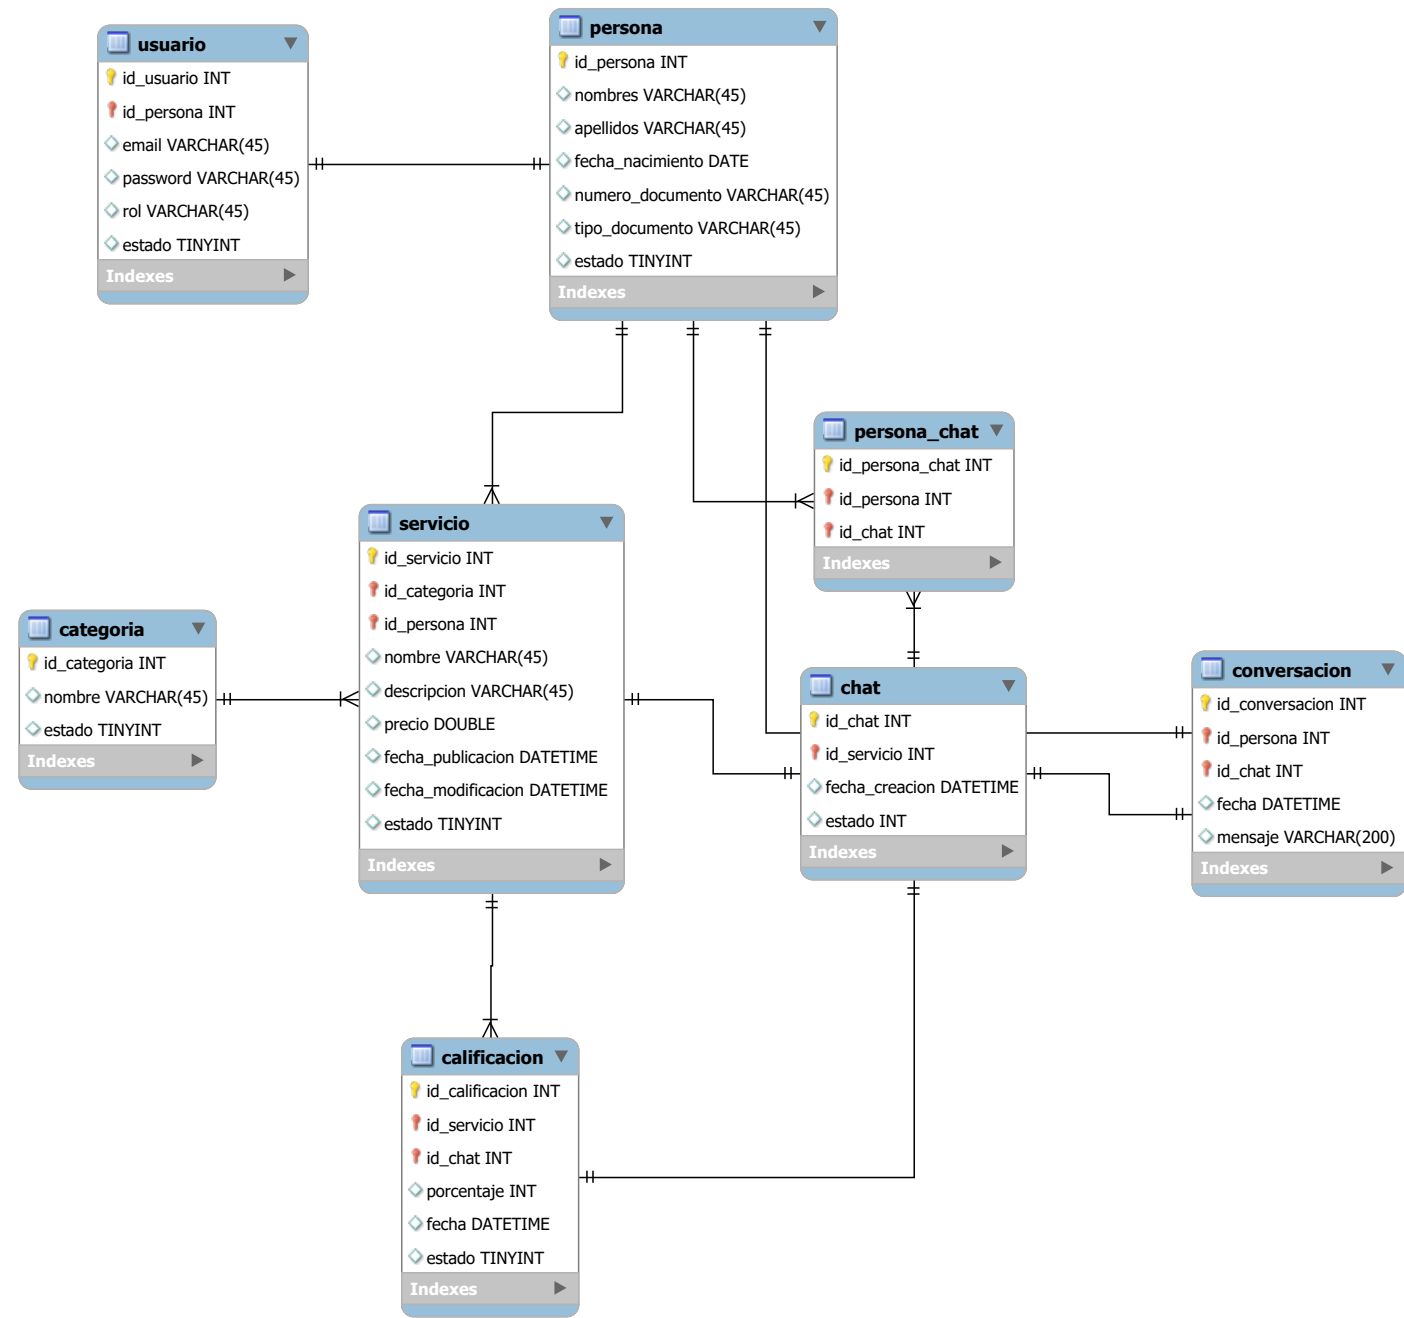 usuario
id_usuario INT
id_persona INT
email VARCHAR(45)
password VARCHAR(45)
rol VARCHAR(45)
estado TINYINT
Indexes
persona
id_persona INT
nombres VARCHAR(45)
apellidos VARCHAR(45)
fecha_nacimiento DATE
numero_documento VARCHAR(45)
tipo_documento VARCHAR(45)
estado TINYINT
Indexes
persona_chat
id_persona_chat INT
id_persona INT
id_chat INT
Indexes
servicio
id_servicio INT
id_categoria INT
id_persona INT
nombre VARCHAR(45)
descripcion VARCHAR(45)
precio DOUBLE
fecha_publicacion DATETIME
fecha_modificacion DATETIME
estado TINYINT
Indexes
categoria
id_categoria INT
nombre VARCHAR(45)
estado TINYINT
Indexes
chat
id_chat INT
id_servicio INT
fecha_creacion DATETIME
estado INT
Indexes
conversacion
id_conversacion INT
id_persona INT
id_chat INT
fecha DATETIME
mensaje VARCHAR(200)
Indexes
calificacion
id_calificacion INT
id_servicio INT
id_chat INT
porcentaje INT
fecha DATETIME
estado TINYINT
Indexes